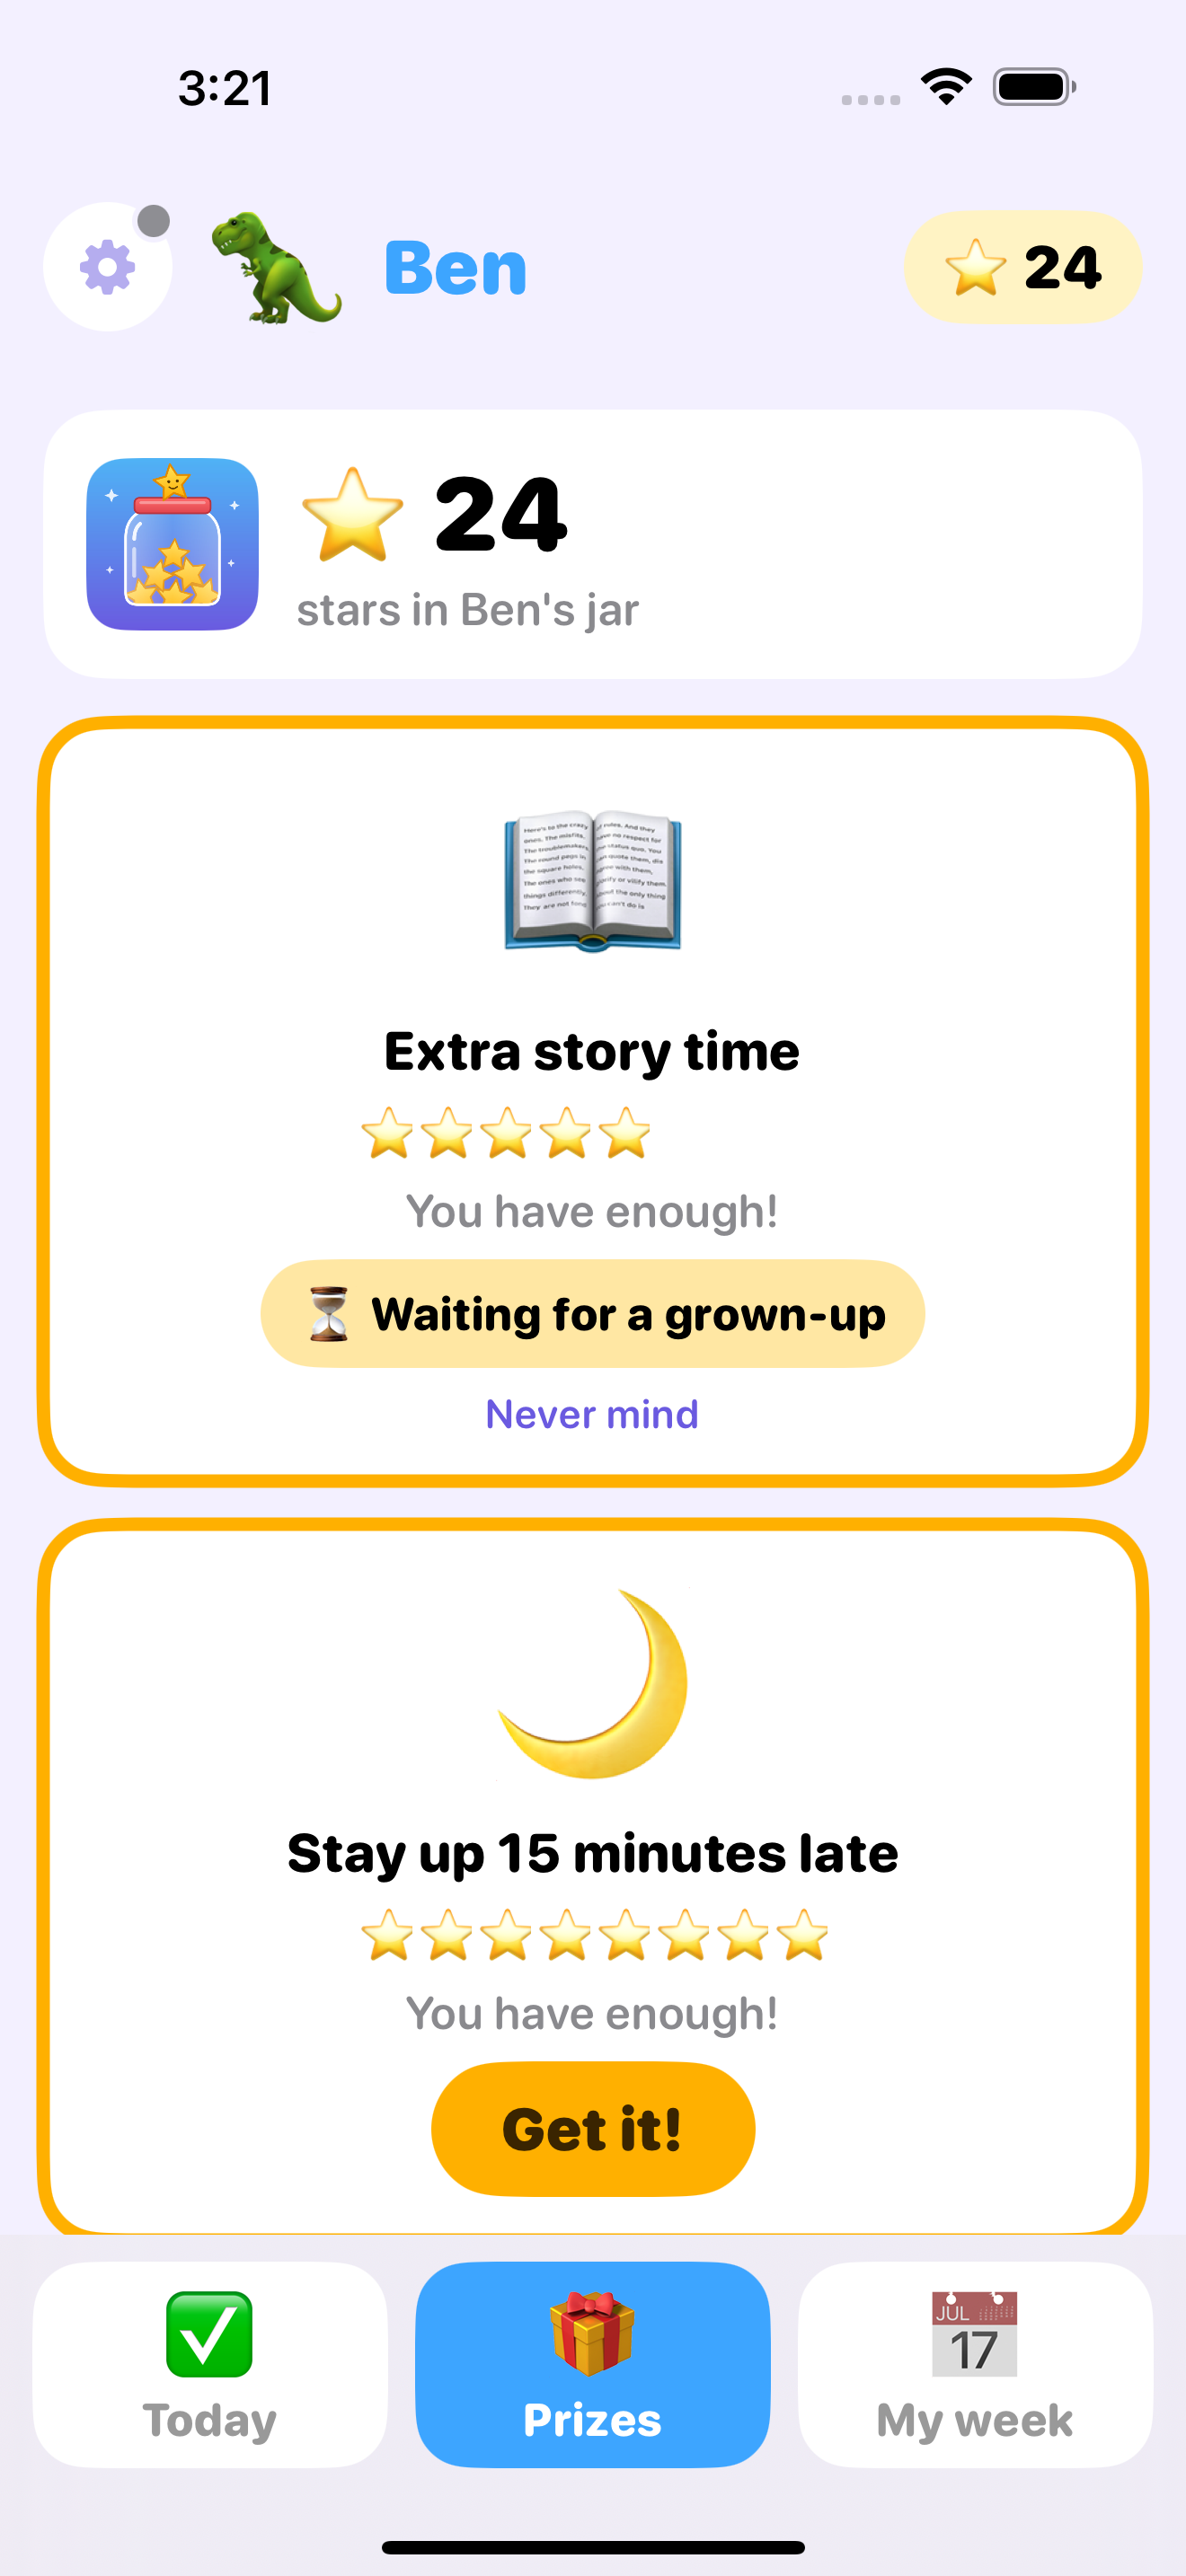 3:21
Ben
24
24
stars in Ben's jar
Extra story time
You have enough!
Waiting for a grown-up
Never mind
Stay up 15 minutes late
You have enough!
Get it!
JUL
17
Today
Prizes
My week